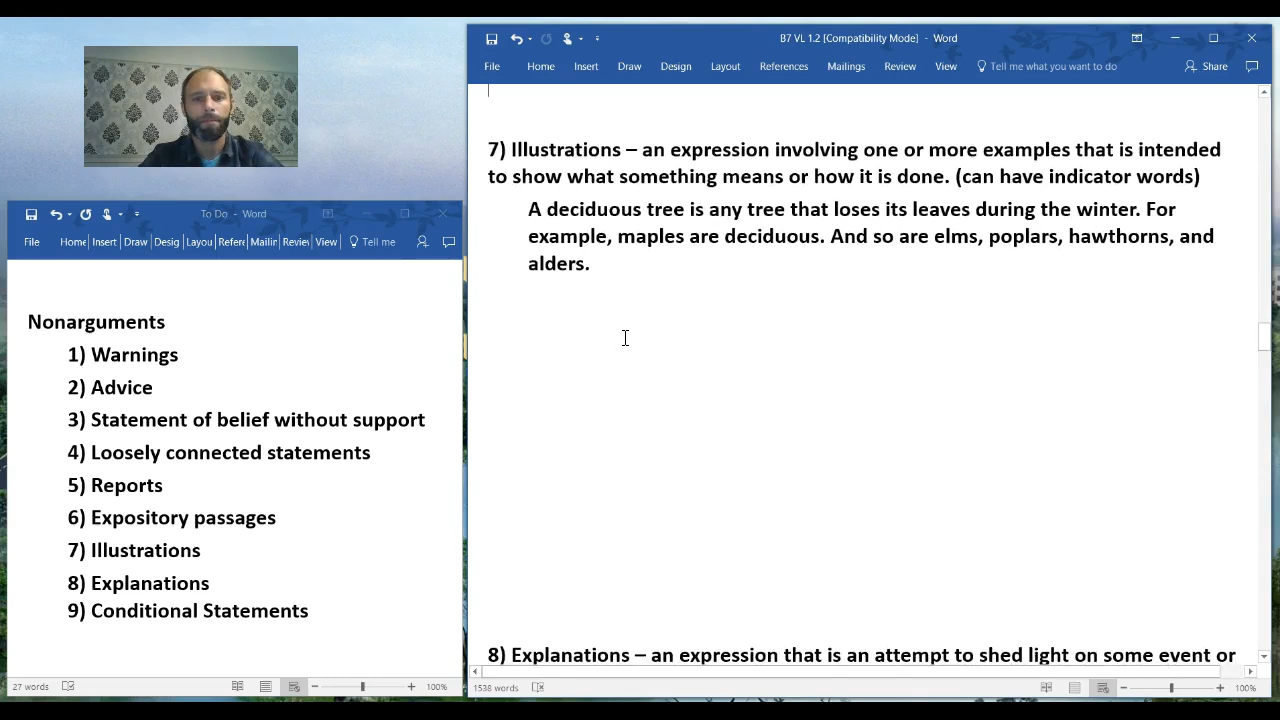 B7 VL 1.2 [Compatibility Mode] - Word
File Home Insert Draw Design Layout References Mailings Review View Tell me what you want to do Share
7) Illustrations – an expression involving one or more examples that is intended
to show what something means or how it is done. (can have indicator words)
A deciduous tree is any tree that loses its leaves during the winter. For
example, maples are deciduous. And so are elms, poplars, hawthorns, and
alders.
8) Explanations – an expression that is an attempt to shed light on some event or
1538 words 100%
To Do - Word
File Home Insert Draw Desig Layou Refere Mailin Reviev View Tell me
Nonarguments
1) Warnings
2) Advice
3) Statement of belief without support
4) Loosely connected statements
5) Reports
6) Expository passages
7) Illustrations
8) Explanations
9) Conditional Statements
27 words 100%